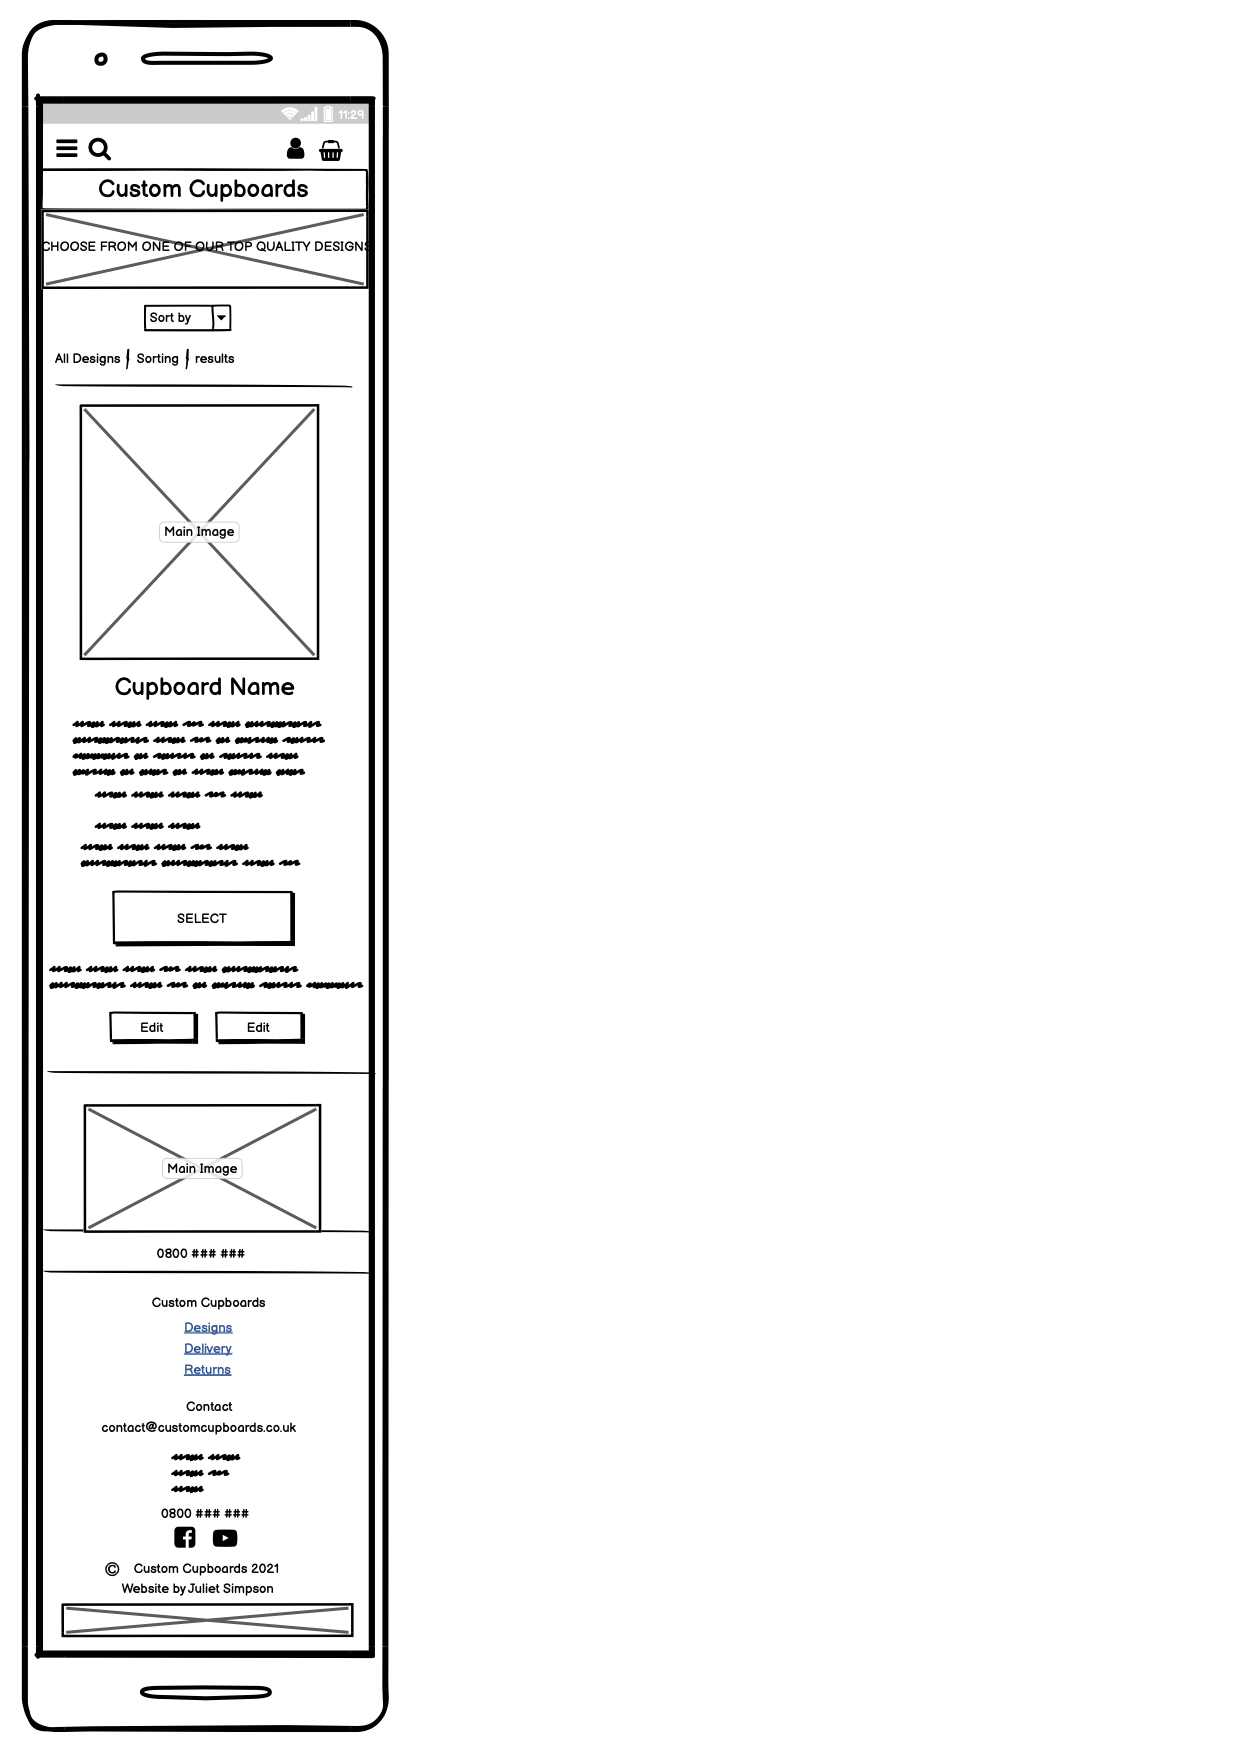 11:29
Custom Cupboards
CHOOSE FROM ONE OF OUR TOP QUALITY DESIGNS
Sort by
All Designs | Sorting | results
Main Image
Cupboard Name
SELECT
Edit Edit
Main Image
0800 ### ###
Custom Cupboards
Designs
Delivery
Returns
Contact
contact@customcupboards.co.uk
0800 ### ###
© Custom Cupboards 2021
Website by Juliet Simpson